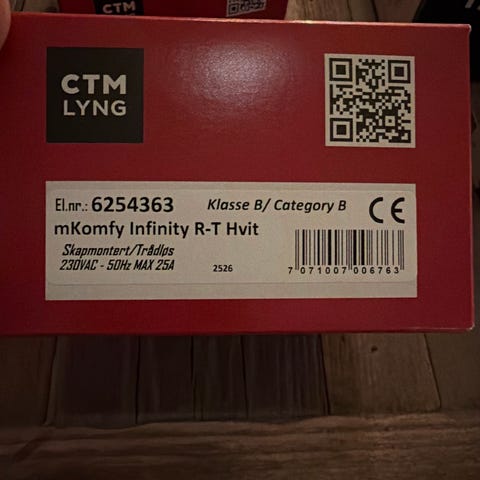 CTM
CTM
LYNG
El.nr.: 6254363 Klasse B/ Category B CE
mKomfy Infinity R-T Hvit
Skapmontert/Trådløs
230VAC - 50Hz MAX 25A 2526
7 071007 006763